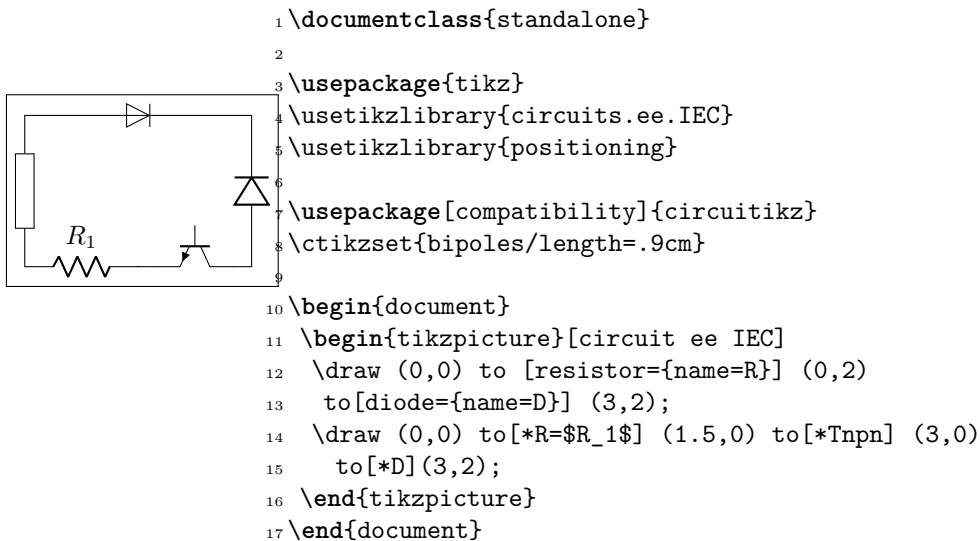 1 \documentclass{standalone}
2
3 \usepackage{tikz}
4 \usetikzlibrary{circuits.ee.IEC}
5 \usetikzlibrary{positioning}
6
7 \usepackage[compatibility]{circuitikz}
8 \ctikzset{bipoles/length=.9cm}
9
10 \begin{document}
11 \begin{tikzpicture}[circuit ee IEC]
12 \draw (0,0) to [resistor={name=R}] (0,2)
13 to[diode={name=D}] (3,2);
14 \draw (0,0) to[*R=$R_1$] (1.5,0) to[*Tnpn] (3,0)
15 to[*D](3,2);
16 \end{tikzpicture}
17 \end{document}
R₁